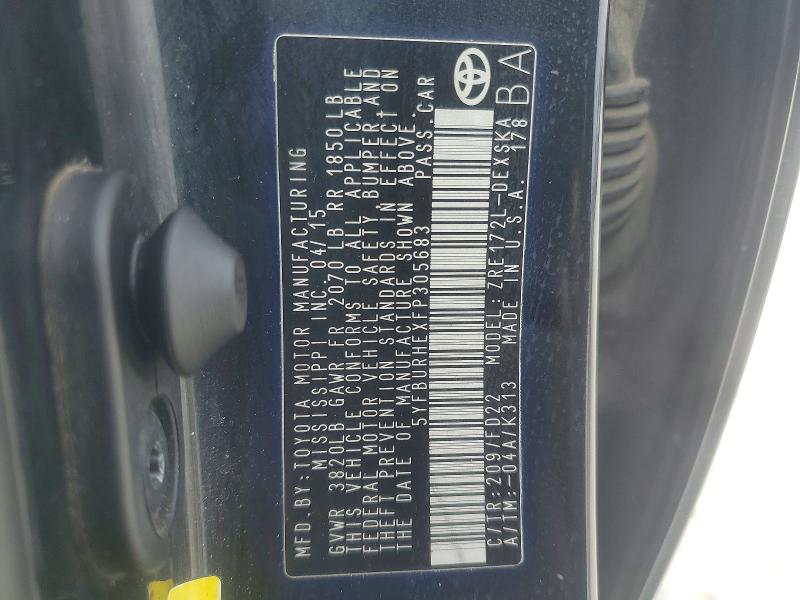 MFD.BY:TOYOTA MOTOR MANUFACTURING
MISSISSIPPI INC. 04/15
GVWR 3820LB GAWR FR 2070 LB RR 1850 LB
THIS VEHICLE CONFORMS TO ALL APPLICABLE
FEDERAL MOTOR VEHICLE SAFETY BUMPER,AND
THEFT PREVENTION STANDARDS IN EFFECT ON
THE DATE OF MANUFACTURE SHOWN ABOVE.
5YFBURHEXFP305683 PASS.CAR
C/TR:209/FD22 MODEL:ZRE172L-DEXSKA
A/TM:-04A/K313 MADE IN U.S.A. 178
BA